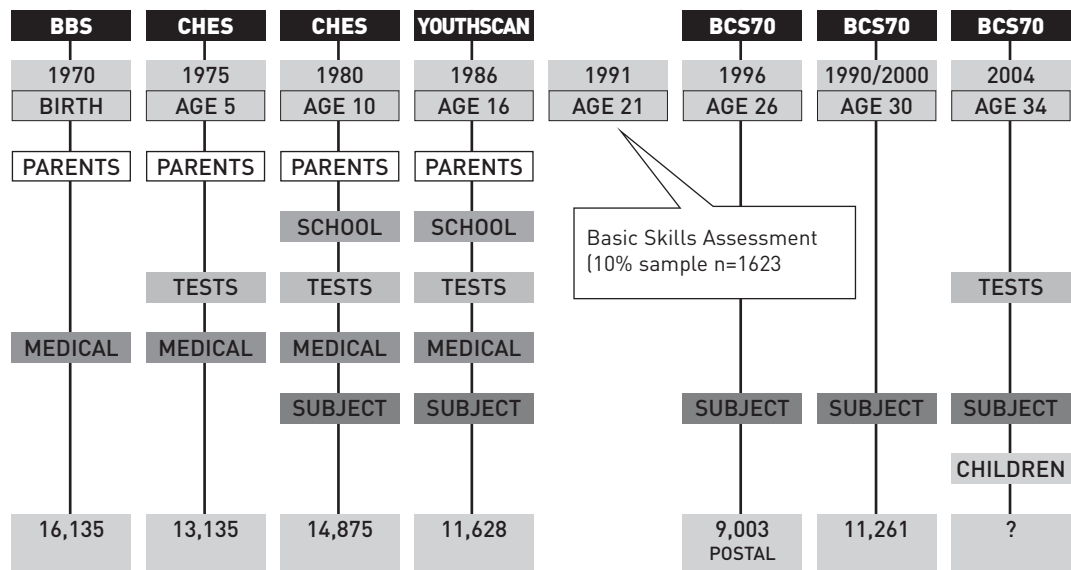 BBS CHES CHES YOUTHSCAN BCS70 BCS70 BCS70
1970 1975 1980 1986 1991 1996 1990/2000 2004
BIRTH AGE 5 AGE 10 AGE 16 AGE 21 AGE 26 AGE 30 AGE 34
PARENTS PARENTS PARENTS PARENTS
SCHOOL SCHOOL
Basic Skills Assessment
(10% sample n=1623
TESTS TESTS TESTS TESTS
MEDICAL MEDICAL MEDICAL MEDICAL
SUBJECT SUBJECT SUBJECT SUBJECT SUBJECT
CHILDREN
16,135 13,135 14,875 11,628 9,003 11,261 ?
POSTAL